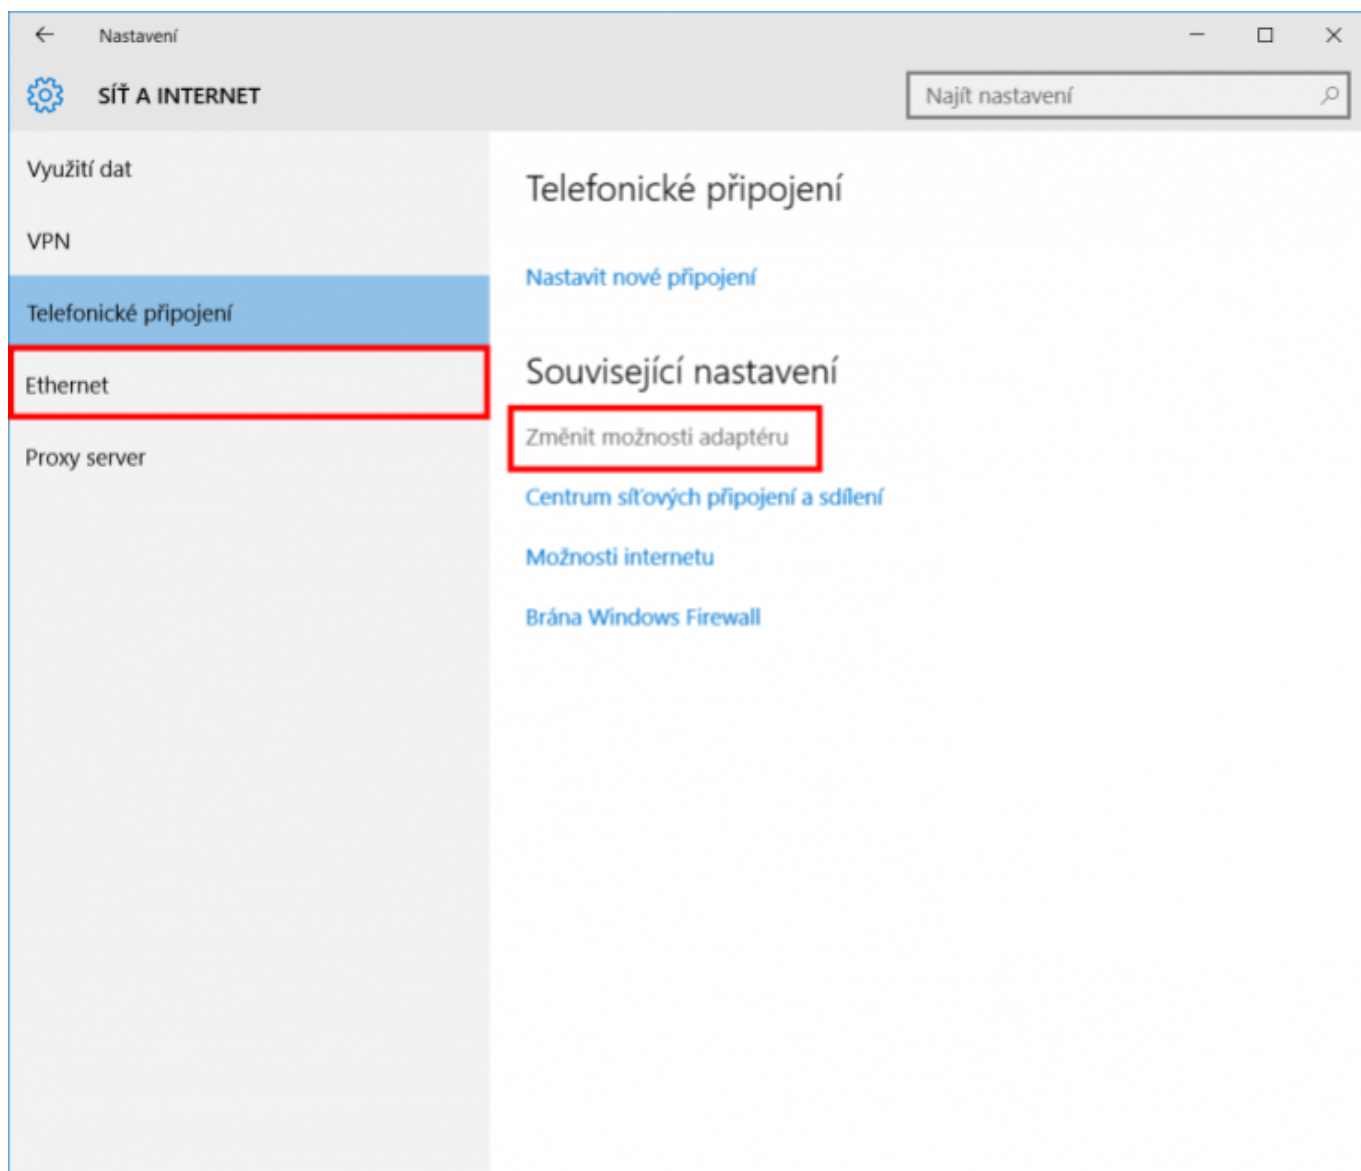 Nastavení
SÍŤ A INTERNET
Najít nastavení
Využití dat
VPN
Telefonické připojení
Ethernet
Proxy server
Telefonické připojení
Nastavit nové připojení
Související nastavení
Změnit možnosti adaptéru
Centrum síťových připojení a sdílení
Možnosti internetu
Brána Windows Firewall